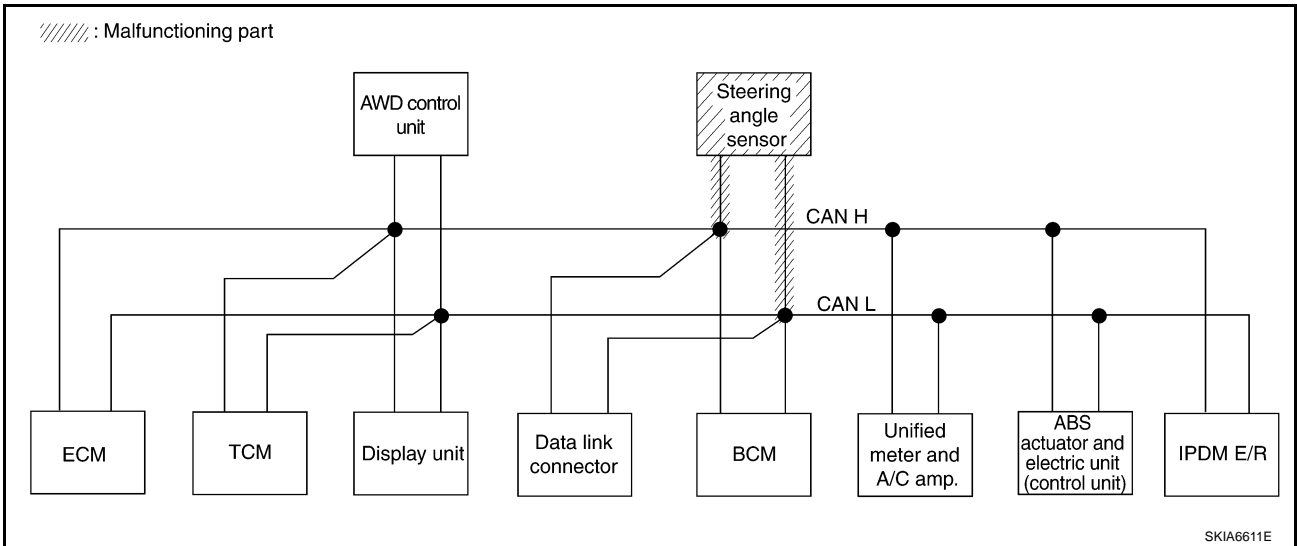 : Malfunctioning part
AWD control
unit
Steering
angle
sensor
CAN H
CAN L
ECM
TCM
Display unit
Data link
connector
BCM
Unified
meter and
A/C amp.
ABS
actuator and
electric unit
(control unit)
IPDM E/R
SKIA6611E